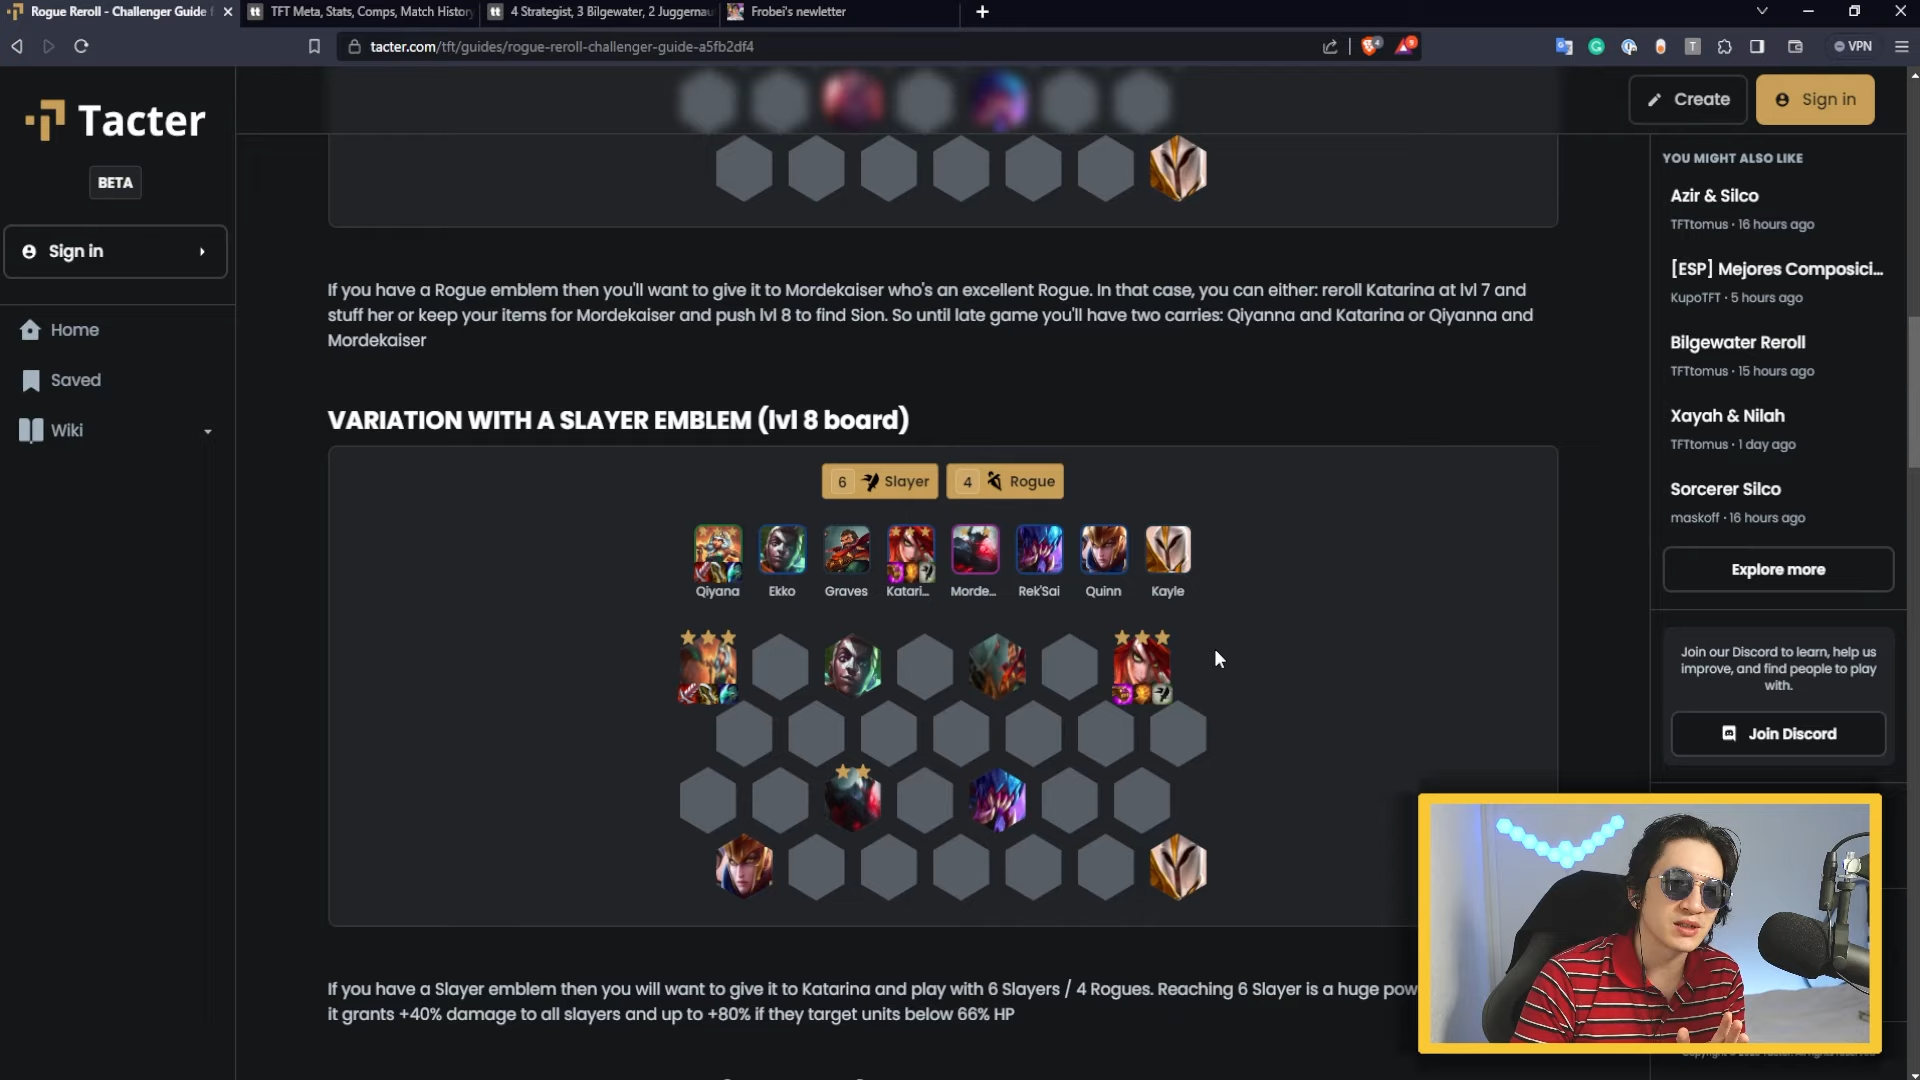 Rogue Reroll - Challenger Guide
TFT Meta, Stats, Comps, Match History
4 Strategist, 3 Bilgewater, 2 Juggernau
Frobei's newletter
tacter.com/tft/guides/rogue-reroll-challenger-guide-a5fb2df4
VPN
Tacter
BETA
Sign in
Home
Saved
Wiki
Create
Sign in
If you have a Rogue emblem then you'll want to give it to Mordekaiser who's an excellent Rogue. In that case, you can either: reroll Katarina at lvl 7 and
stuff her or keep your items for Mordekaiser and push lvl 8 to find Sion. So until late game you'll have two carries: Qiyanna and Katarina or Qiyanna and
Mordekaiser
VARIATION WITH A SLAYER EMBLEM (lvl 8 board)
6 Slayer 4 Rogue
Qiyana Ekko Graves Katari... Morde... Rek'Sai Quinn Kayle
If you have a Slayer emblem then you will want to give it to Katarina and play with 6 Slayers / 4 Rogues. Reaching 6 Slayer is a huge pow
it grants +40% damage to all slayers and up to +80% if they target units below 66% HP
YOU MIGHT ALSO LIKE
Azir & Silco
TFTtomus • 16 hours ago
[ESP] Mejores Composici...
KupoTFT • 5 hours ago
Bilgewater Reroll
TFTtomus • 15 hours ago
Xayah & Nilah
TFTtomus • 1 day ago
Sorcerer Silco
maskoff • 16 hours ago
Explore more
Join our Discord to learn, help us
improve, and find people to play
with.
Join Discord